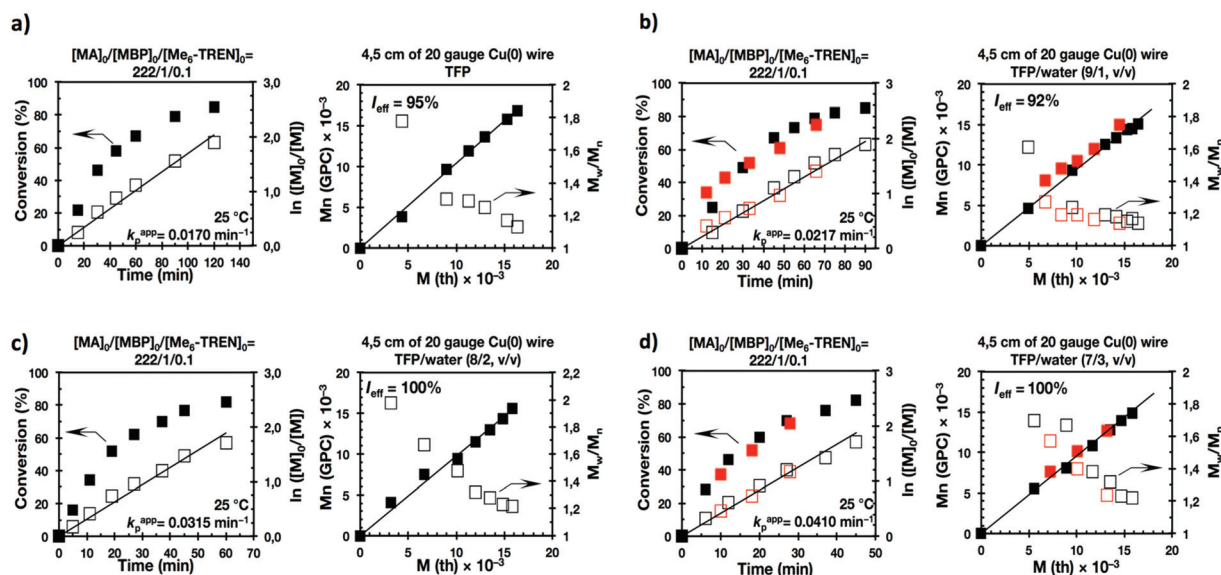 a)
[MA]₀/[MBP]₀/[Me₆-TREN]₀=
222/1/0.1
Conversion (%)
100
80
60
40
20
0
3,0
2,0
1,0
0,0
ln ([M]₀/[M])
25 °C
kₚᵃᵖᵖ = 0.0170 min⁻¹
0 20 40 60 80 100 120 140
Time (min)
4,5 cm of 20 gauge Cu(0) wire
TFP
Mn (GPC) × 10⁻³
20
15
10
5
0
Ieff = 95%
2
1,8
1,6
1,4
1,2
1
Mw/Mn
0 5 10 15 20
M (th) × 10⁻³
b)
[MA]₀/[MBP]₀/[Me₆-TREN]₀=
222/1/0.1
Conversion (%)
100
80
60
40
20
0
3
2
1
0
ln ([M]₀/[M])
25 °C
kₚᵃᵖᵖ = 0.0217 min⁻¹
0 10 20 30 40 50 60 70 80 90
Time (min)
4,5 cm of 20 gauge Cu(0) wire
TFP/water (9/1, v/v)
Mn (GPC) × 10⁻³
20
15
10
5
0
Ieff = 92%
2
1,8
1,6
1,4
1,2
1
Mw/Mn
0 5 10 15 20
M (th) × 10⁻³
c)
[MA]₀/[MBP]₀/[Me₆-TREN]₀=
222/1/0.1
Conversion (%)
100
80
60
40
20
0
3,0
2,0
1,0
0,0
ln ([M]₀/[M])
25 °C
kₚᵃᵖᵖ = 0.0315 min⁻¹
0 10 20 30 40 50 60 70
Time (min)
4,5 cm of 20 gauge Cu(0) wire
TFP/water (8/2, v/v)
Mn (GPC) × 10⁻³
20
15
10
5
0
Ieff = 100%
2,2
2
1,8
1,6
1,4
1,2
1
Mw/Mn
0 5 10 15 20
M (th) × 10⁻³
d)
[MA]₀/[MBP]₀/[Me₆-TREN]₀=
222/1/0.1
Conversion (%)
100
80
60
40
20
0
3
2
1
0
ln ([M]₀/[M])
25 °C
kₚᵃᵖᵖ = 0.0410 min⁻¹
0 10 20 30 40 50
Time (min)
4,5 cm of 20 gauge Cu(0) wire
TFP/water (7/3, v/v)
Mn (GPC) × 10⁻³
20
15
10
5
0
Ieff = 100%
2
1,8
1,6
1,4
1,2
1
Mw/Mn
0 5 10 15 20
M (th) × 10⁻³